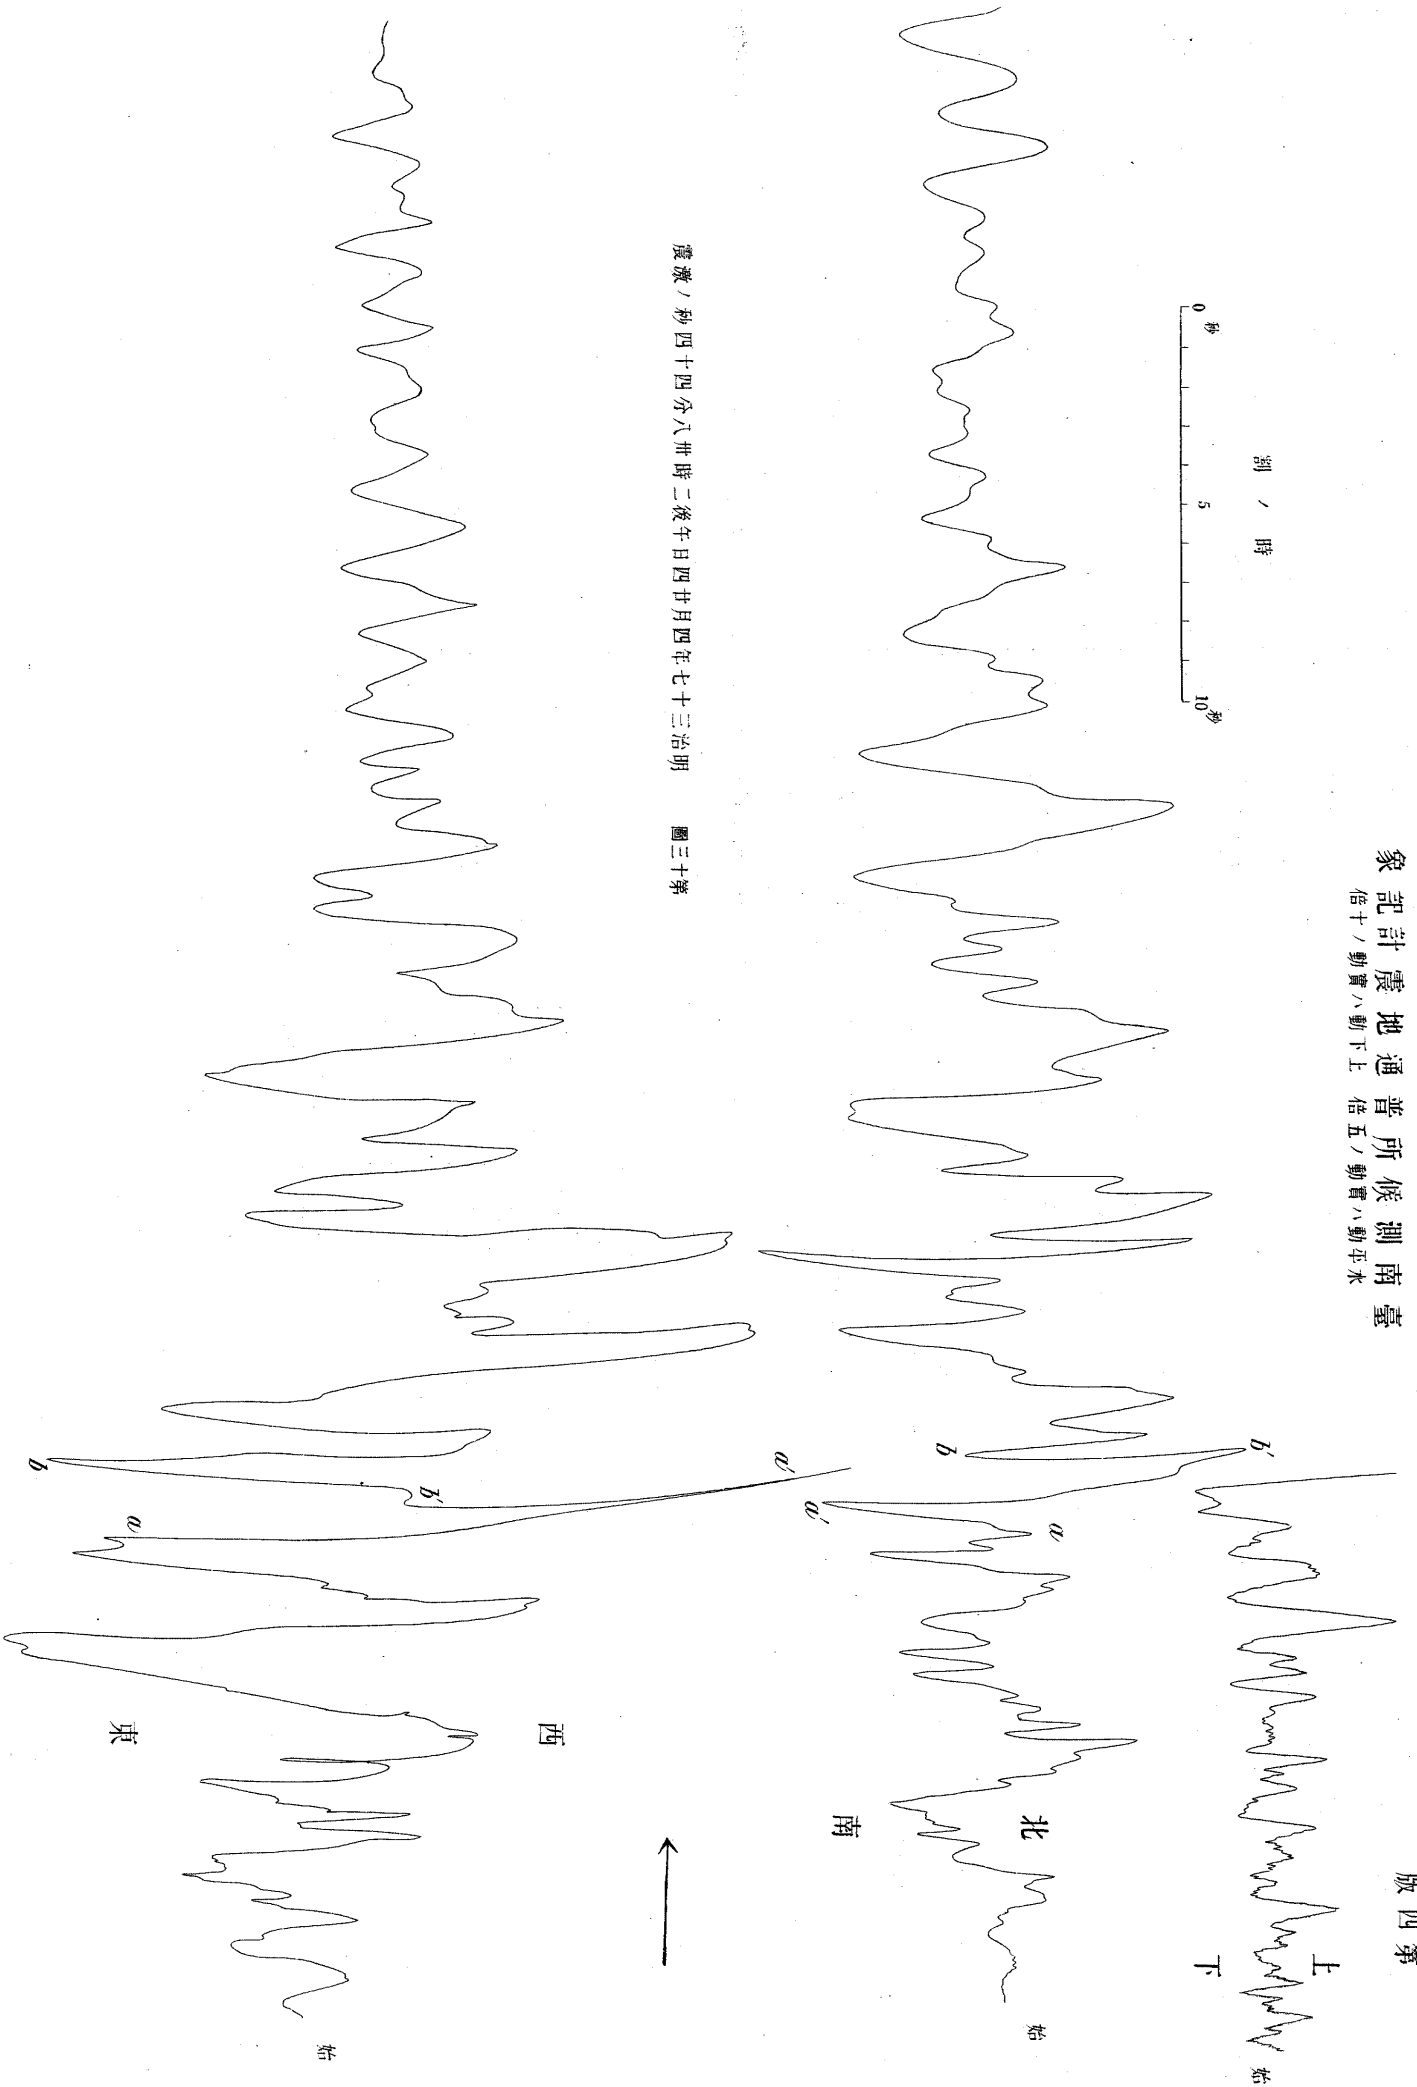 第四版
臺南測候所普通地震計記象
水平動ハ實動ノ五倍 上下動ハ實動ノ十倍
時ノ割
0秒 5 10秒
上
下
始
b'
b
a
a'
北
南
始
第十三圖 明治三十七年四月廿四日午後二時卅八分四十四秒ノ激震
a'
b'
b
a
西
東
始